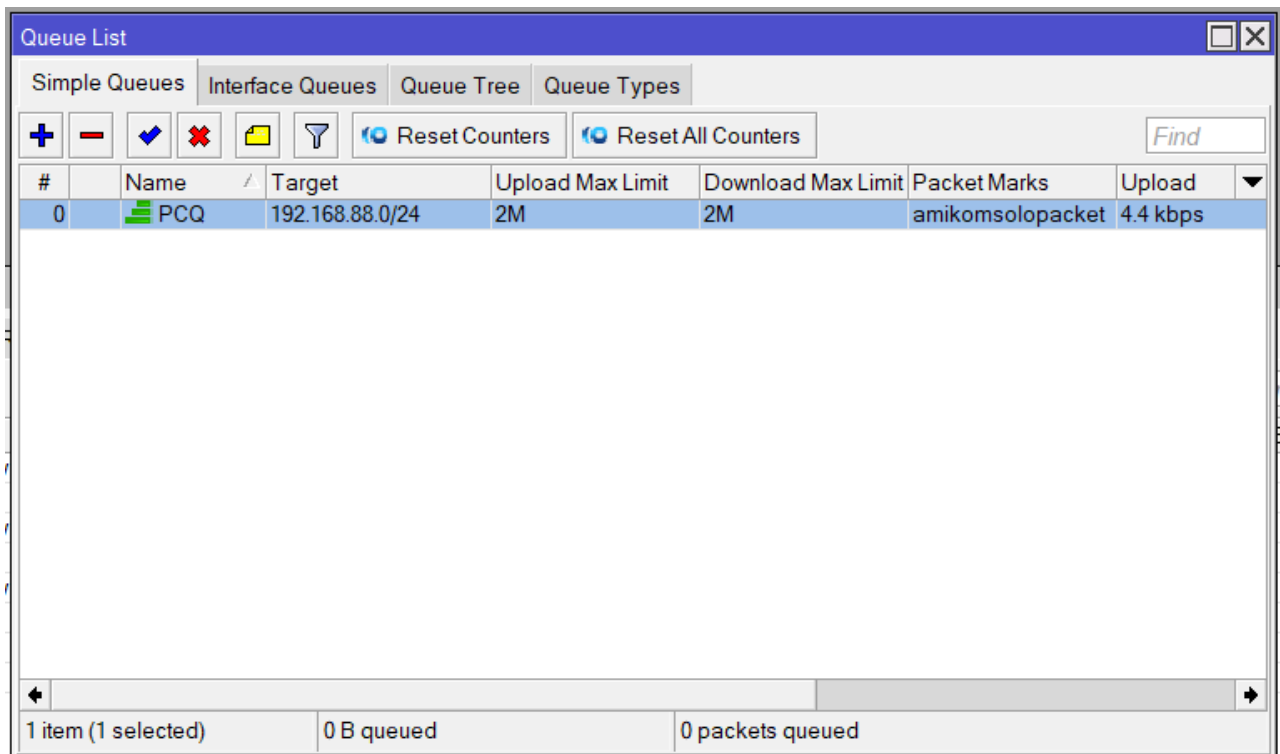 Queue List
Simple Queues Interface Queues Queue Tree Queue Types
Reset Counters Reset All Counters Find
# Name Target Upload Max Limit Download Max Limit Packet Marks Upload
0 PCQ 192.168.88.0/24 2M 2M amikomsolopacket 4.4 kbps
1 item (1 selected) 0 B queued 0 packets queued